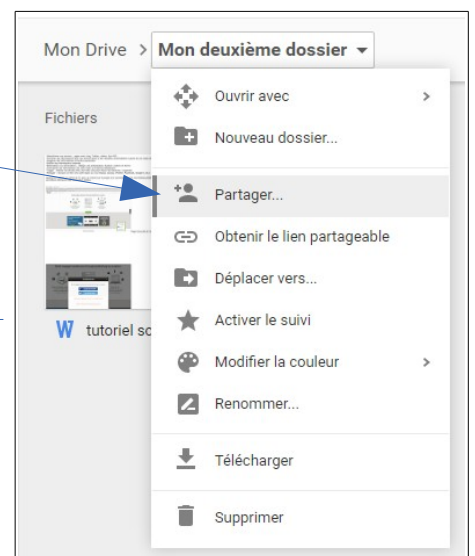 Mon Drive > Mon deuxième dossier
Fichiers
Ouvrir avec
Nouveau dossier...
Partager...
Obtenir le lien partageable
Déplacer vers...
Activer le suivi
Modifier la couleur
Renommer...
Télécharger
Supprimer
W tutoriel